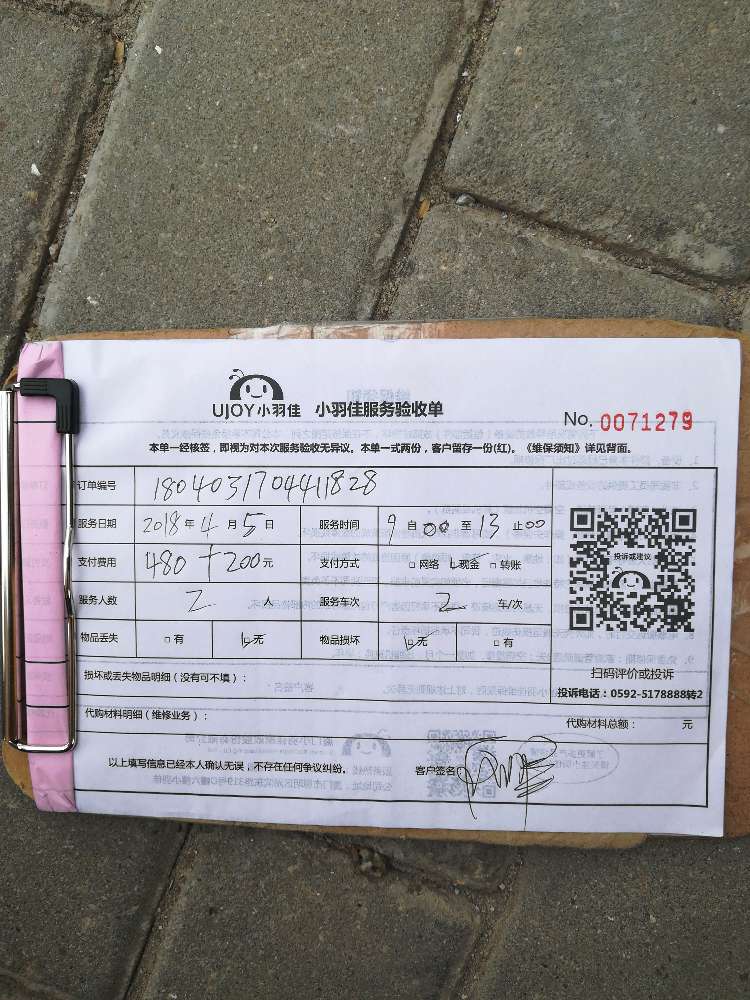 UJOY小羽佳 小羽佳服务验收单
No. 0071279
本单一经核签，即视为对本次服务验收无异议。本单一式两份，客户留存一份(红)。《维保须知》详见背面。
订单编号 180403170441828
服务日期 2018年4月5日 服务时间 9自00至13止00
支付费用 480+200元 支付方式 □网络 □现金 □转账
服务人数 2人 服务车次 2车/次
物品丢失 □有 □无 物品损坏 □无 □有
投诉或建议
扫码评价或投诉
投诉电话：0592-5178888转2
损坏或丢失物品明细（没有可不填）：
代购材料明细（维修业务）： 代购材料总额： 元
以上填写信息已经本人确认无误，不存在任何争议纠纷。 客户签名